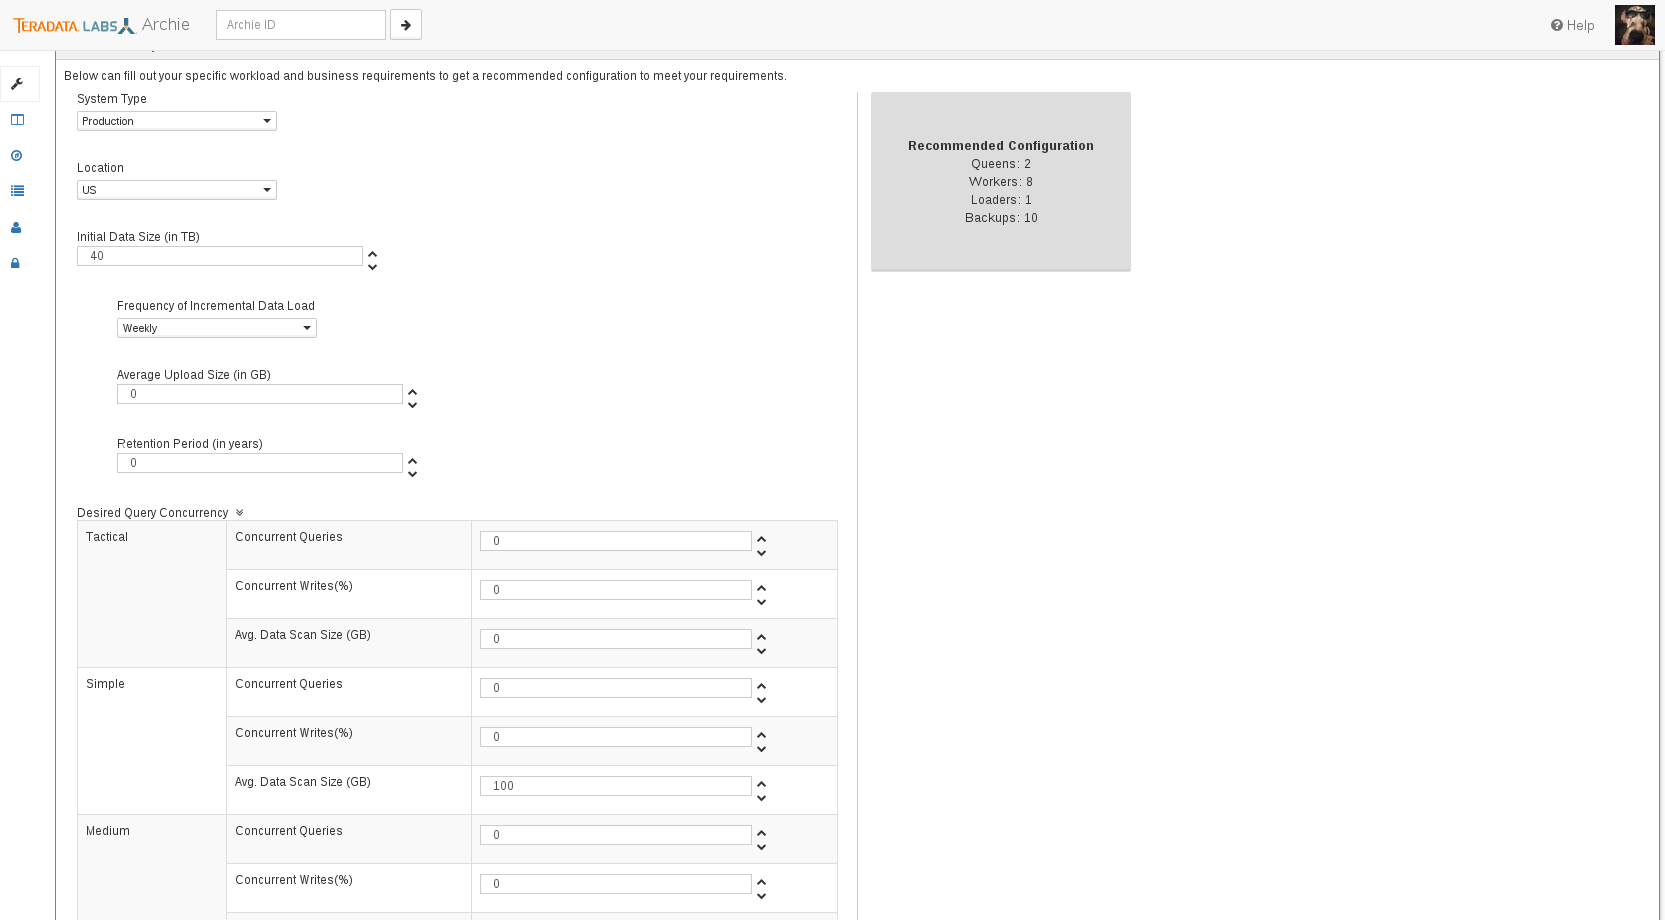 TERADATA LABS Archie
Archie ID
Help
Below can fill out your specific workload and business requirements to get a recommended configuration to meet your requirements.
System Type
Production
Location
US
Initial Data Size (in TB)
40
Frequency of Incremental Data Load
Weekly
Average Upload Size (in GB)
0
Retention Period (in years)
0
Desired Query Concurrency
Tactical
Concurrent Queries
0
Concurrent Writes(%)
0
Avg. Data Scan Size (GB)
0
Simple
Concurrent Queries
0
Concurrent Writes(%)
0
Avg. Data Scan Size (GB)
100
Medium
Concurrent Queries
0
Concurrent Writes(%)
0
Recommended Configuration
Queens: 2
Workers: 8
Loaders: 1
Backups: 10